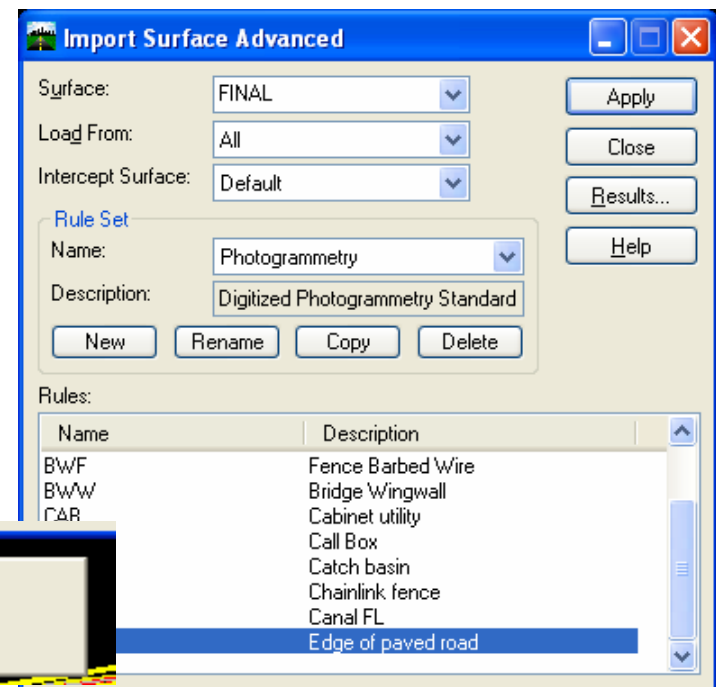 Import Surface Advanced
Surface: FINAL Apply
Load From: All Close
Intercept Surface: Default Results...
Rule Set
Name: Photogrammetry Help
Description: Digitized Photogrammetry Standard
New Rename Copy Delete
Rules:
Name Description
BWF Fence Barbed Wire
BWW Bridge Wingwall
CAB Cabinet utility
Call Box
Catch basin
Chainlink fence
Canal FL
Edge of paved road